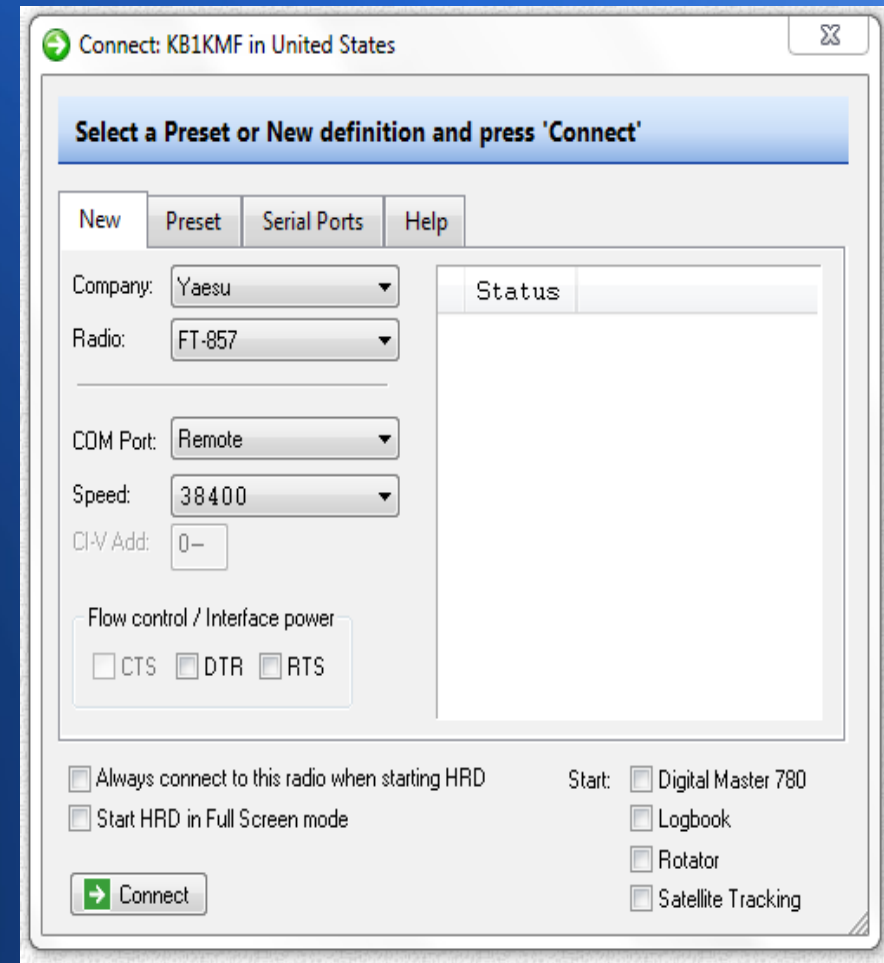 Connect: KB1KMF in United States
Select a Preset or New definition and press 'Connect'
New Preset Serial Ports Help
Company: Yaesu
Status
Radio: FT-857
COM Port: Remote
Speed: 38400
CI-V Add: 0--
Flow control / Interface power
CTS DTR RTS
Always connect to this radio when starting HRD
Start HRD in Full Screen mode
Start: Digital Master 780
Logbook
Rotator
Satellite Tracking
Connect